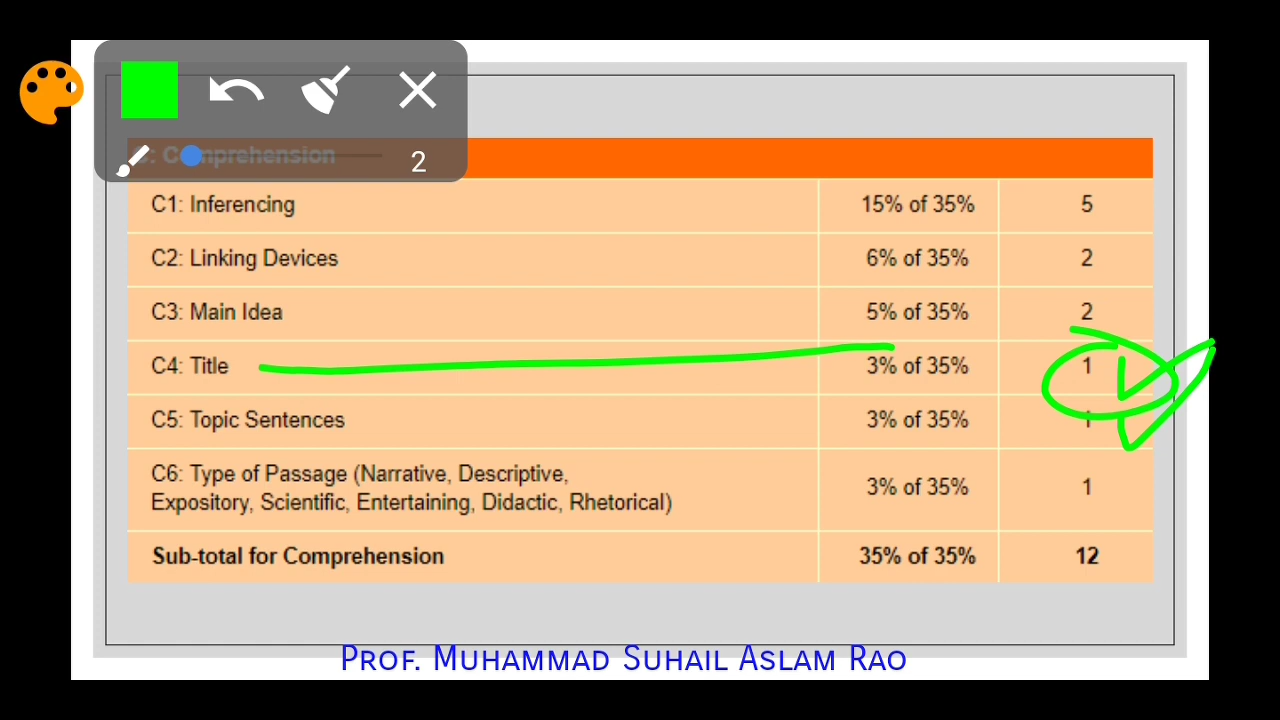 2
C: Comprehension
C1: Inferencing 15% of 35% 5
C2: Linking Devices 6% of 35% 2
C3: Main Idea 5% of 35% 2
C4: Title 3% of 35% 1
C5: Topic Sentences 3% of 35% 1
C6: Type of Passage (Narrative, Descriptive,
Expository, Scientific, Entertaining, Didactic, Rhetorical) 3% of 35% 1
Sub-total for Comprehension 35% of 35% 12
Prof. Muhammad Suhail Aslam Rao